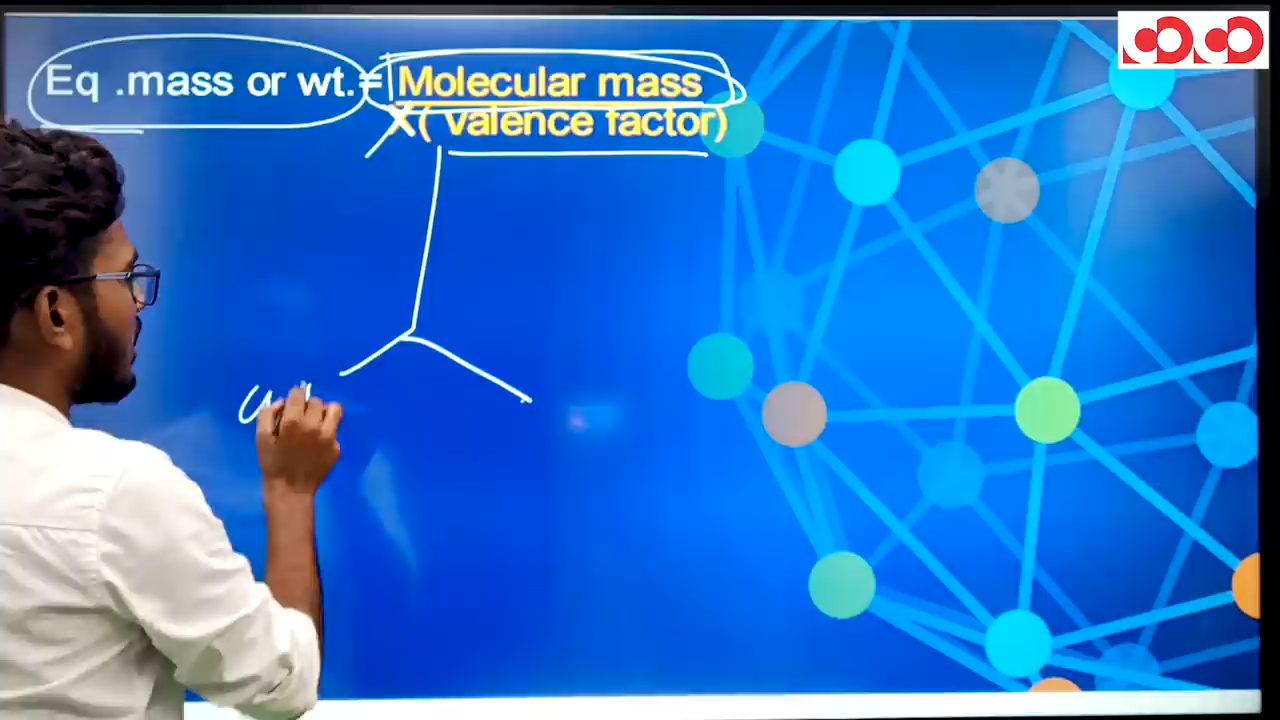 Eq .mass or wt.= Molecular mass
X( valence factor)